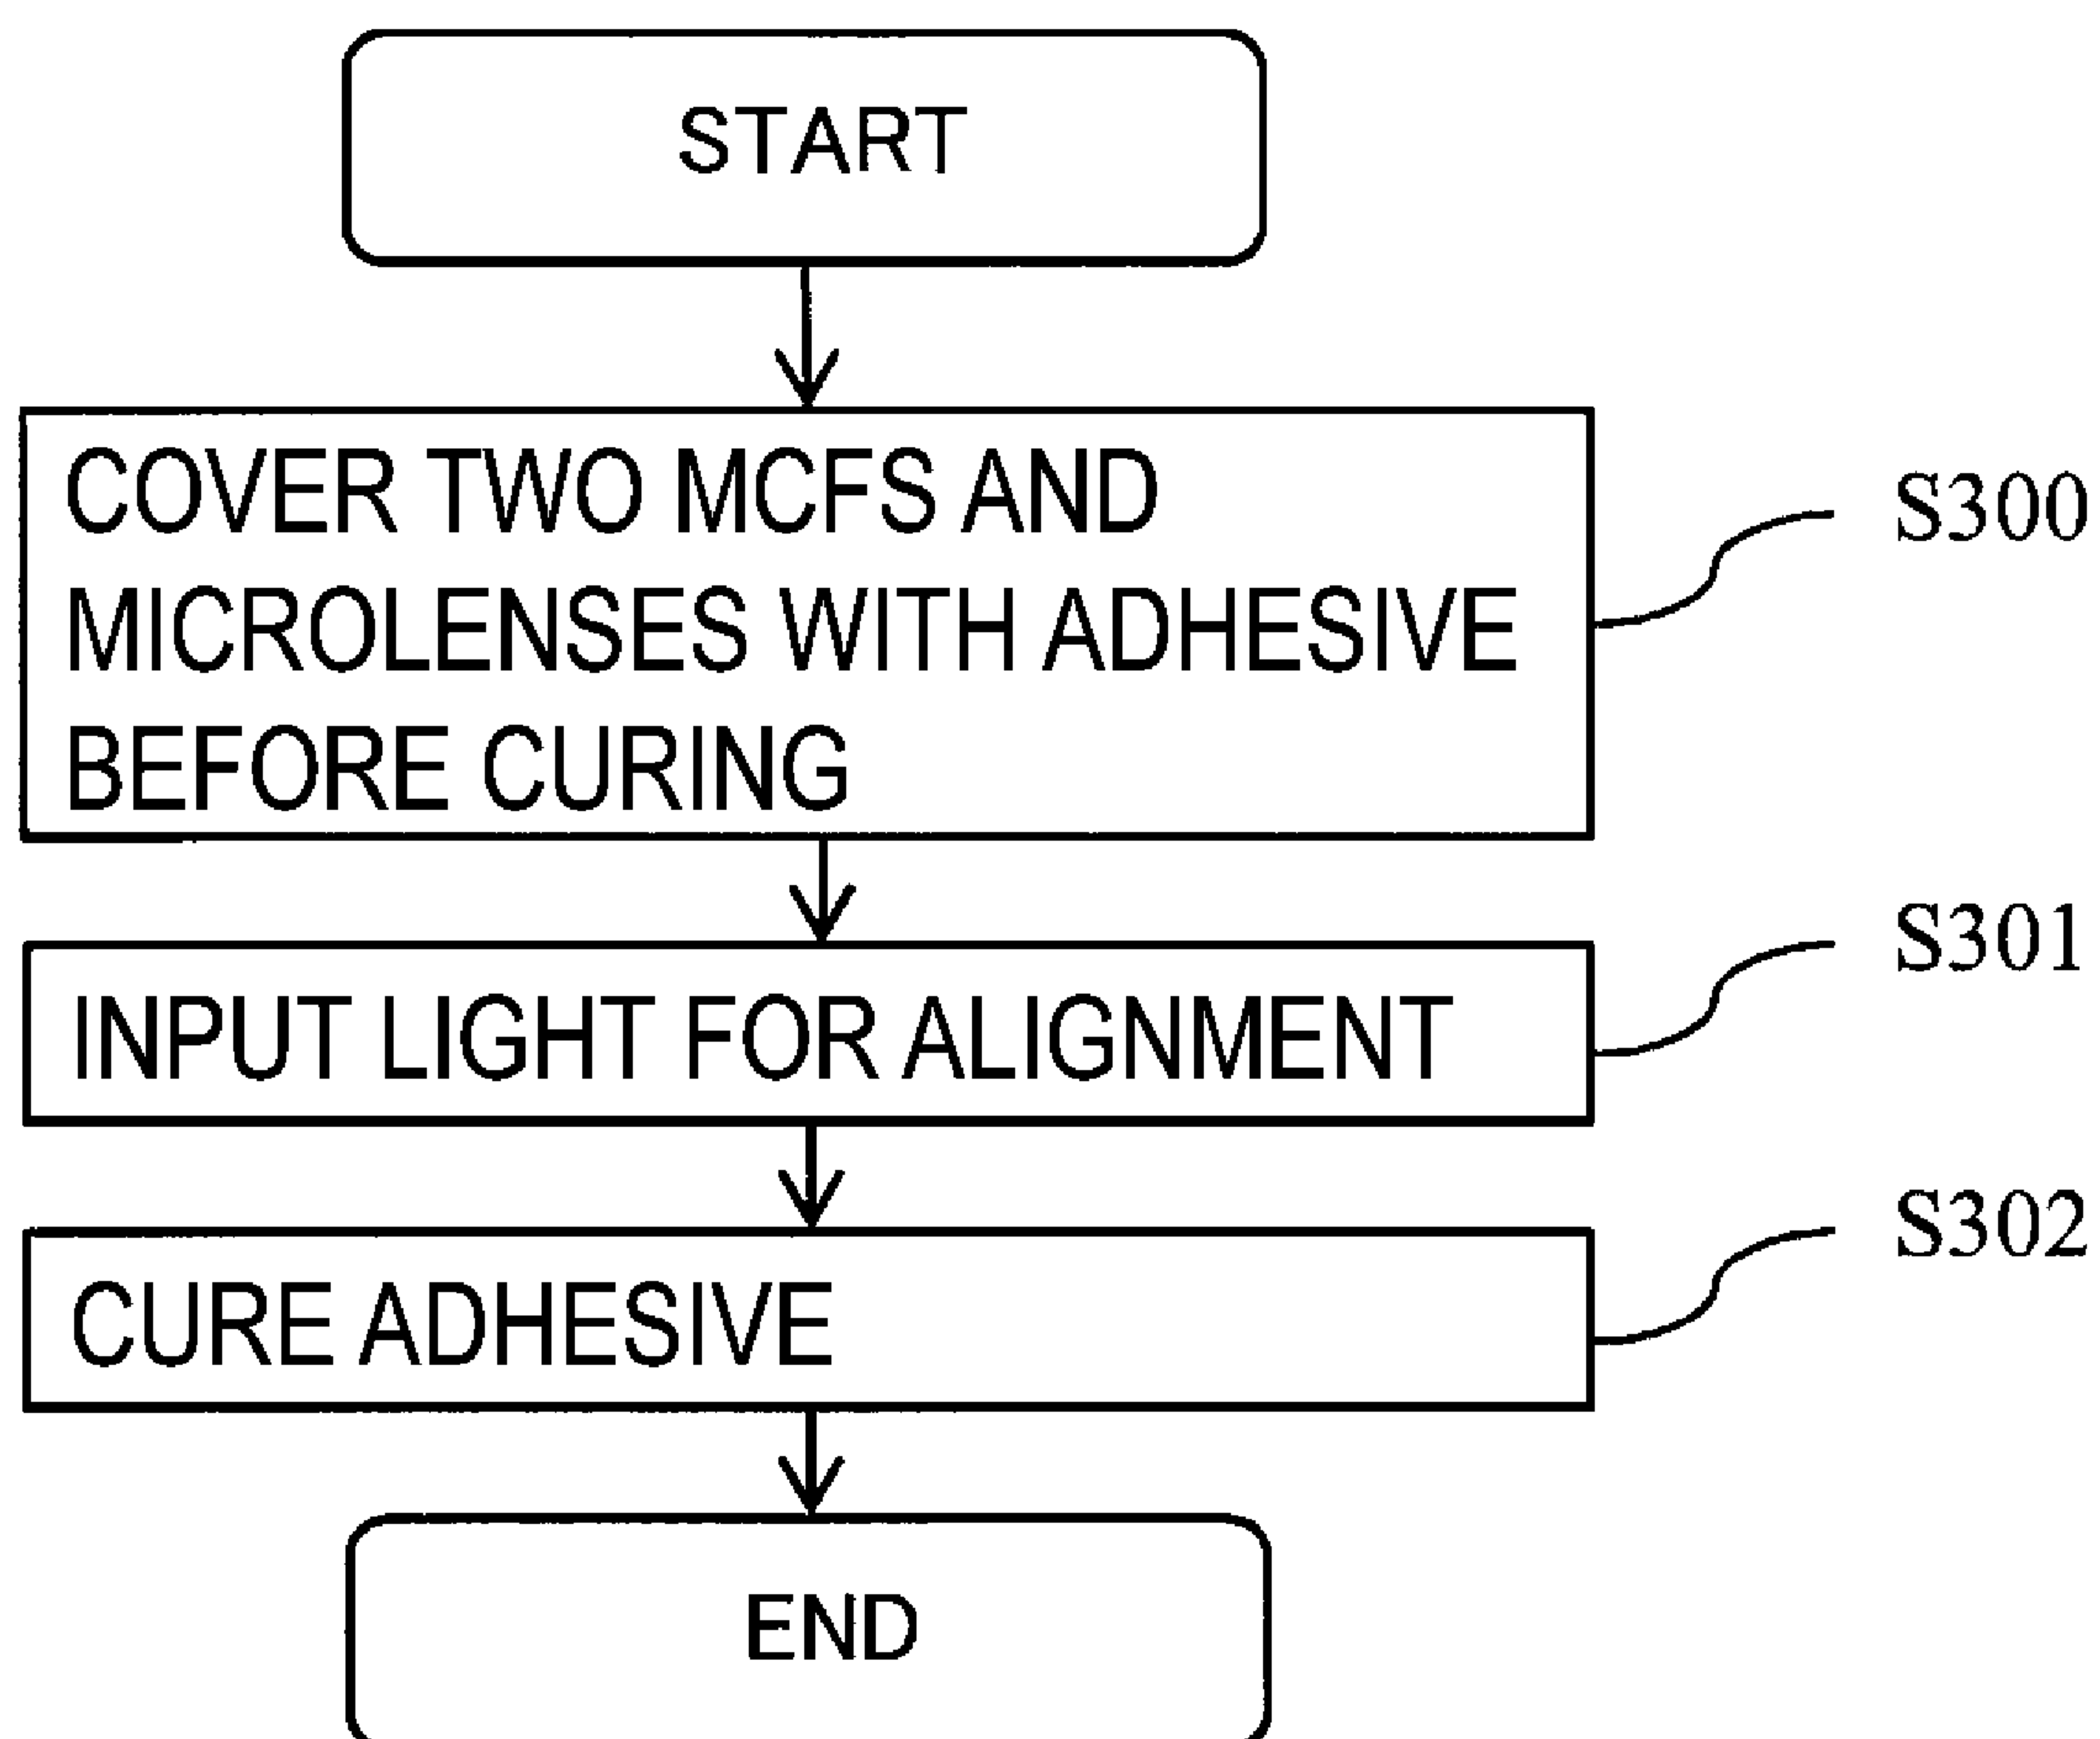 START
COVER TWO MCFS AND
MICROLENSES WITH ADHESIVE
BEFORE CURING
S300
INPUT LIGHT FOR ALIGNMENT
S301
CURE ADHESIVE
S302
END